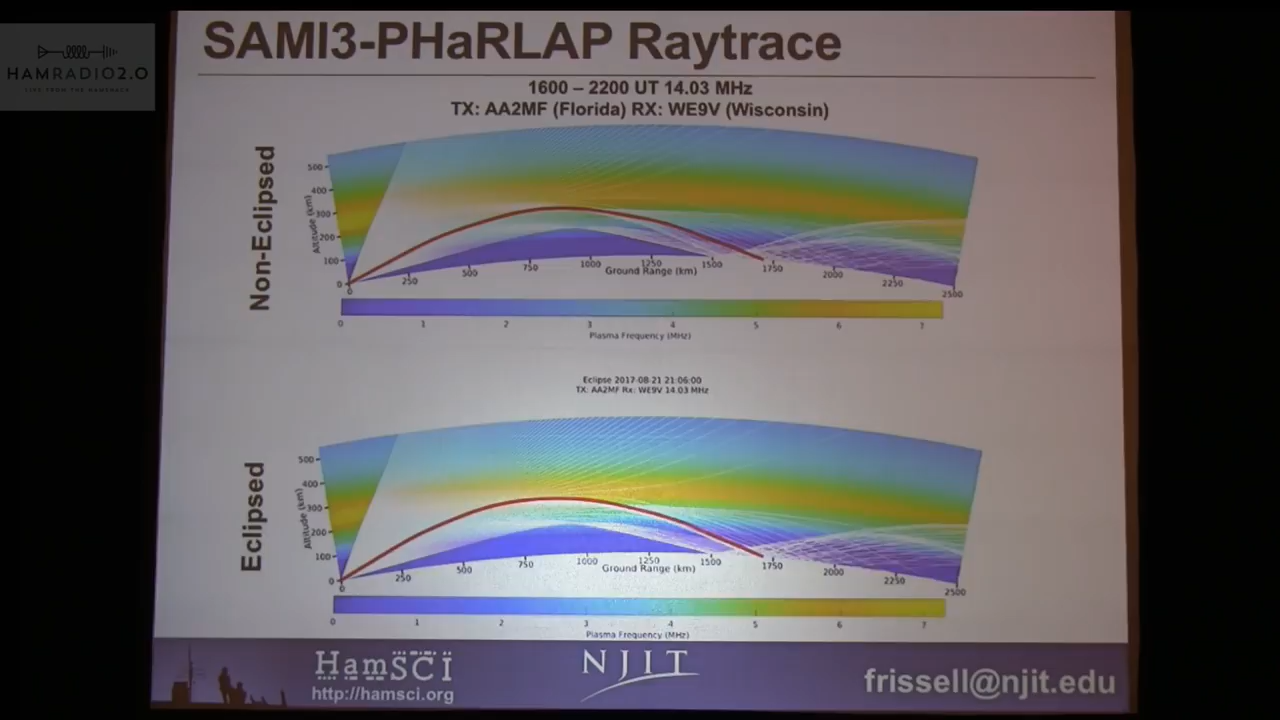 HAMRADIO2.0
LIVE FROM THE HAMSHACK
SAMI3-PHaRLAP Raytrace
1600 – 2200 UT 14.03 MHz
TX: AA2MF (Florida) RX: WE9V (Wisconsin)
Non-Eclipsed
Altitude (km)
500
400
300
200
100
0
0 250 500 750 1000 1250 1500 1750 2000 2250 2500
Ground Range (km)
0 1 2 3 4 5 6 7
Plasma Frequency (MHz)
Eclipse 2017-08-21 21:06:00
TX: AA2MF Rx: WE9V 14.03 MHz
Eclipsed
Altitude (km)
500
400
300
200
100
0
0 250 500 750 1000 1250 1500 1750 2000 2250 2500
Ground Range (km)
0 1 2 3 4 5 6 7
Plasma Frequency (MHz)
HamSCI
http://hamsci.org
NJIT
frissell@njit.edu